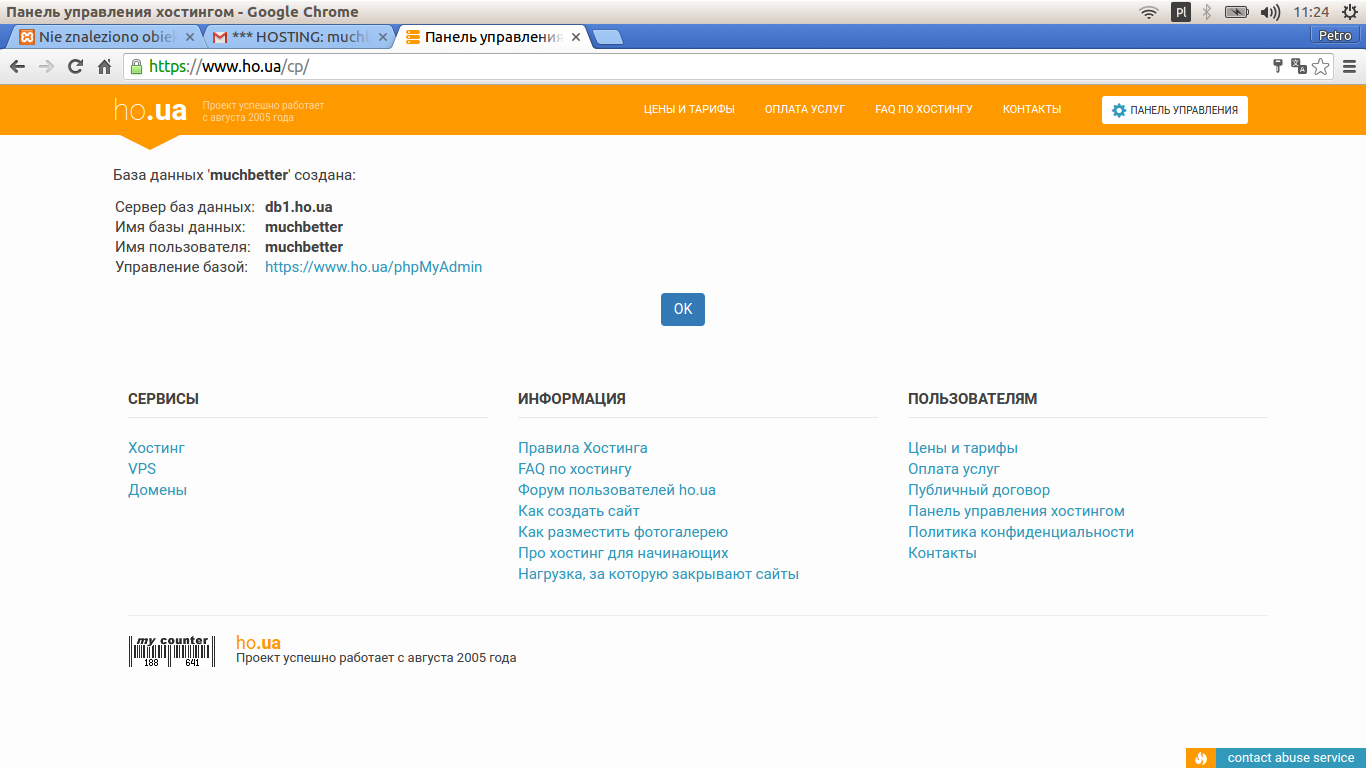 Панель управления хостингом - Google Chrome
Pl
11:24
Nie znaleziono obie
*** HOSTING: much
Панель управления
Petro
https://www.ho.ua/cp/
ho.ua
Проект успешно работает
с августа 2005 года
ЦЕНЫ И ТАРИФЫ
ОПЛАТА УСЛУГ
FAQ ПО ХОСТИНГУ
КОНТАКТЫ
ПАНЕЛЬ УПРАВЛЕНИЯ
База данных 'muchbetter' создана:
Сервер баз данных: db1.ho.ua
Имя базы данных: muchbetter
Имя пользователя: muchbetter
Управление базой: https://www.ho.ua/phpMyAdmin
OK
СЕРВИСЫ
Хостинг
VPS
Домены
ИНФОРМАЦИЯ
Правила Хостинга
FAQ по хостингу
Форум пользователей ho.ua
Как создать сайт
Как разместить фотогалерею
Про хостинг для начинающих
Нагрузка, за которую закрывают сайты
ПОЛЬЗОВАТЕЛЯМ
Цены и тарифы
Оплата услуг
Публичный договор
Панель управления хостингом
Политика конфиденциальности
Контакты
my counter
188 641
ho.ua
Проект успешно работает с августа 2005 года
contact abuse service